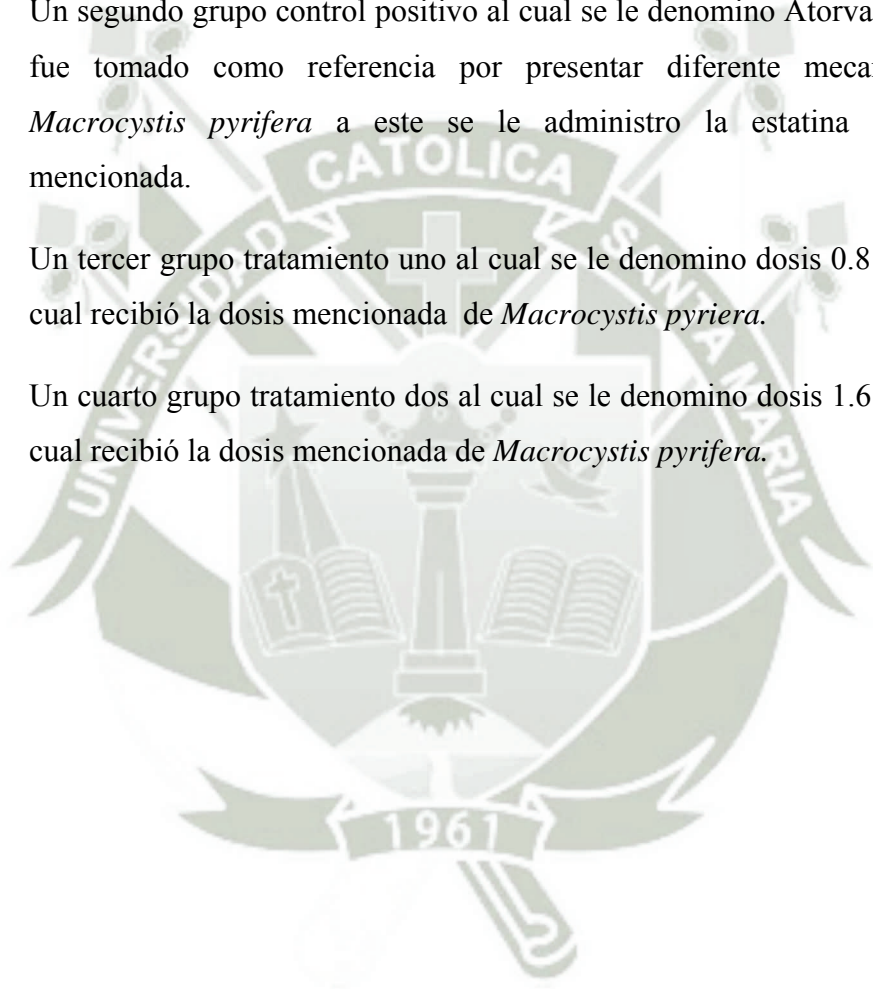 Un segundo grupo control positivo al cual se le denomino Atorva
fue tomado como referencia por presentar diferente meca
Macrocystis pyrifera a este se le administro la estatina
mencionada.
Un tercer grupo tratamiento uno al cual se le denomino dosis 0.8
cual recibió la dosis mencionada de Macrocystis pyriera.
Un cuarto grupo tratamiento dos al cual se le denomino dosis 1.6
cual recibió la dosis mencionada de Macrocystis pyrifera.
UNIVERSIDAD CATOLICA SANTA MARIA
1961